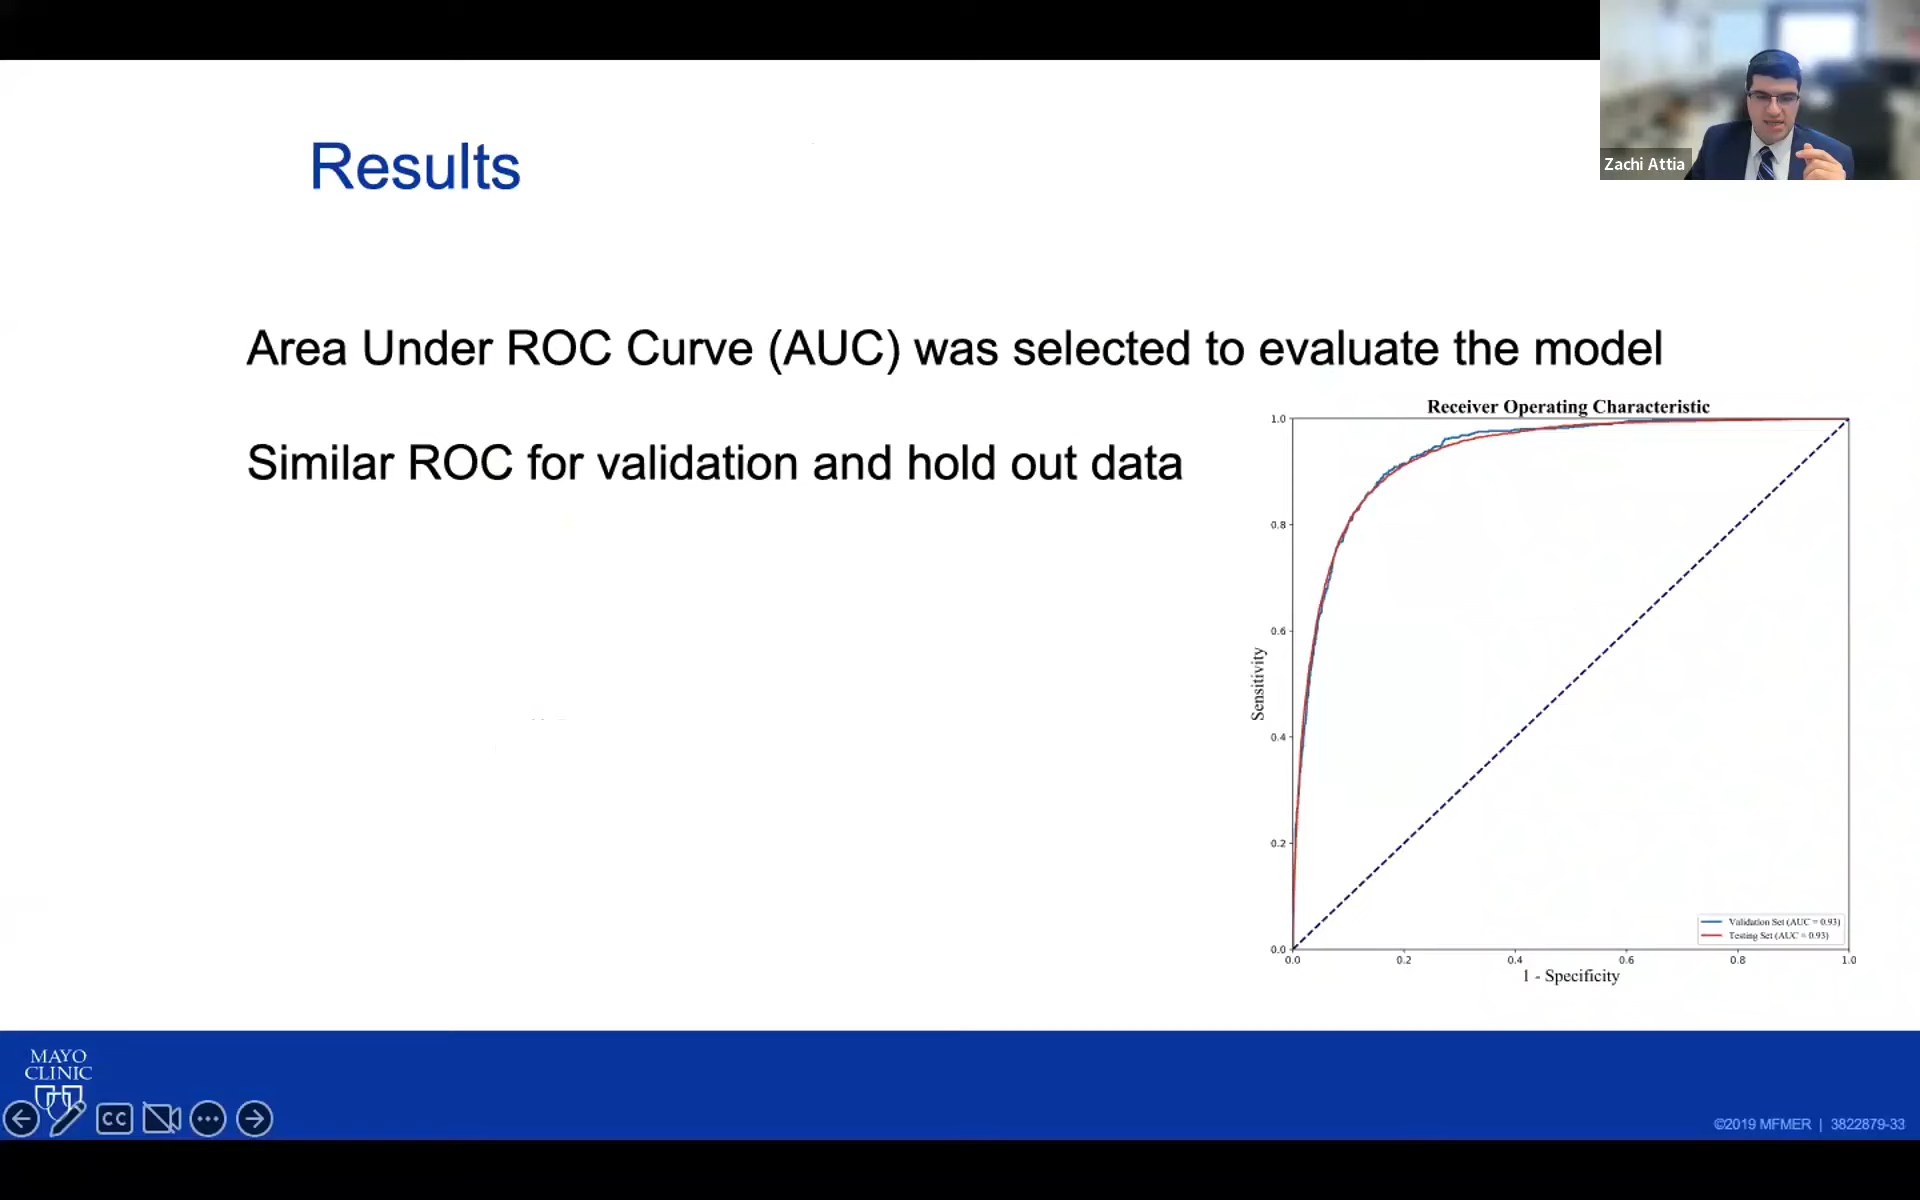 Zachi Attia
Results
Area Under ROC Curve (AUC) was selected to evaluate the model
Similar ROC for validation and hold out data
Receiver Operating Characteristic
1.0
0.8
0.6
0.4
0.2
0.0
Sensitivity
0.0 0.2 0.4 0.6 0.8 1.0
1 - Specificity
Validation Set (AUC = 0.93)
Testing Set (AUC = 0.93)
MAYO
CLINIC
CC
©2019 MFMER | 3822879-33